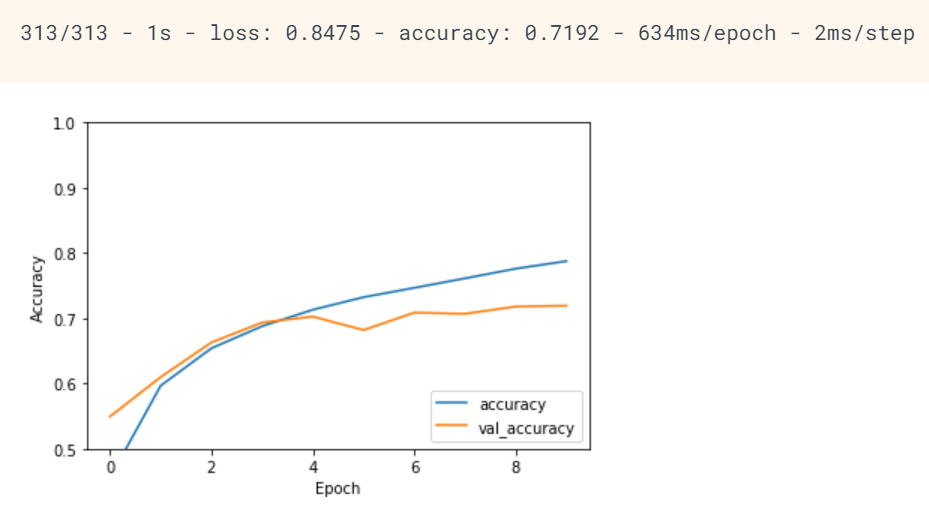 313/313 - 1s - loss: 0.8475 - accuracy: 0.7192 - 634ms/epoch - 2ms/step
1.0
0.9
0.8
0.7
0.6
0.5
Accuracy
accuracy
val_accuracy
0 2 4 6 8
Epoch